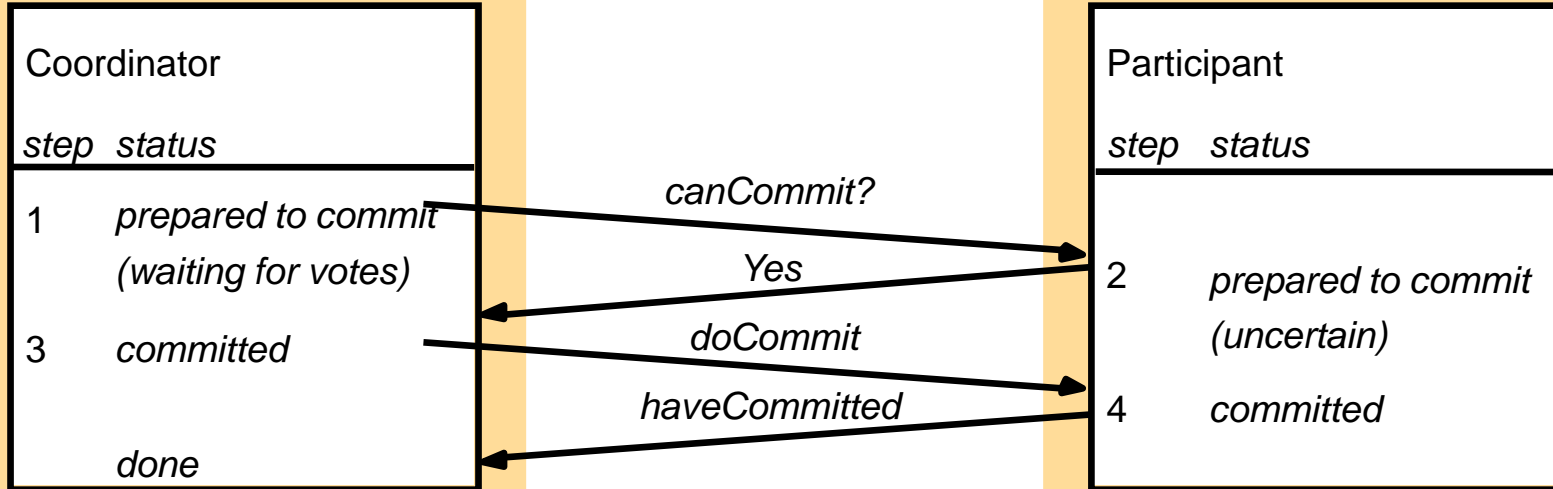 Coordinator
step status
1 prepared to commit
(waiting for votes)
3 committed
done
canCommit?
Yes
doCommit
haveCommitted
Participant
step status
2 prepared to commit
(uncertain)
4 committed